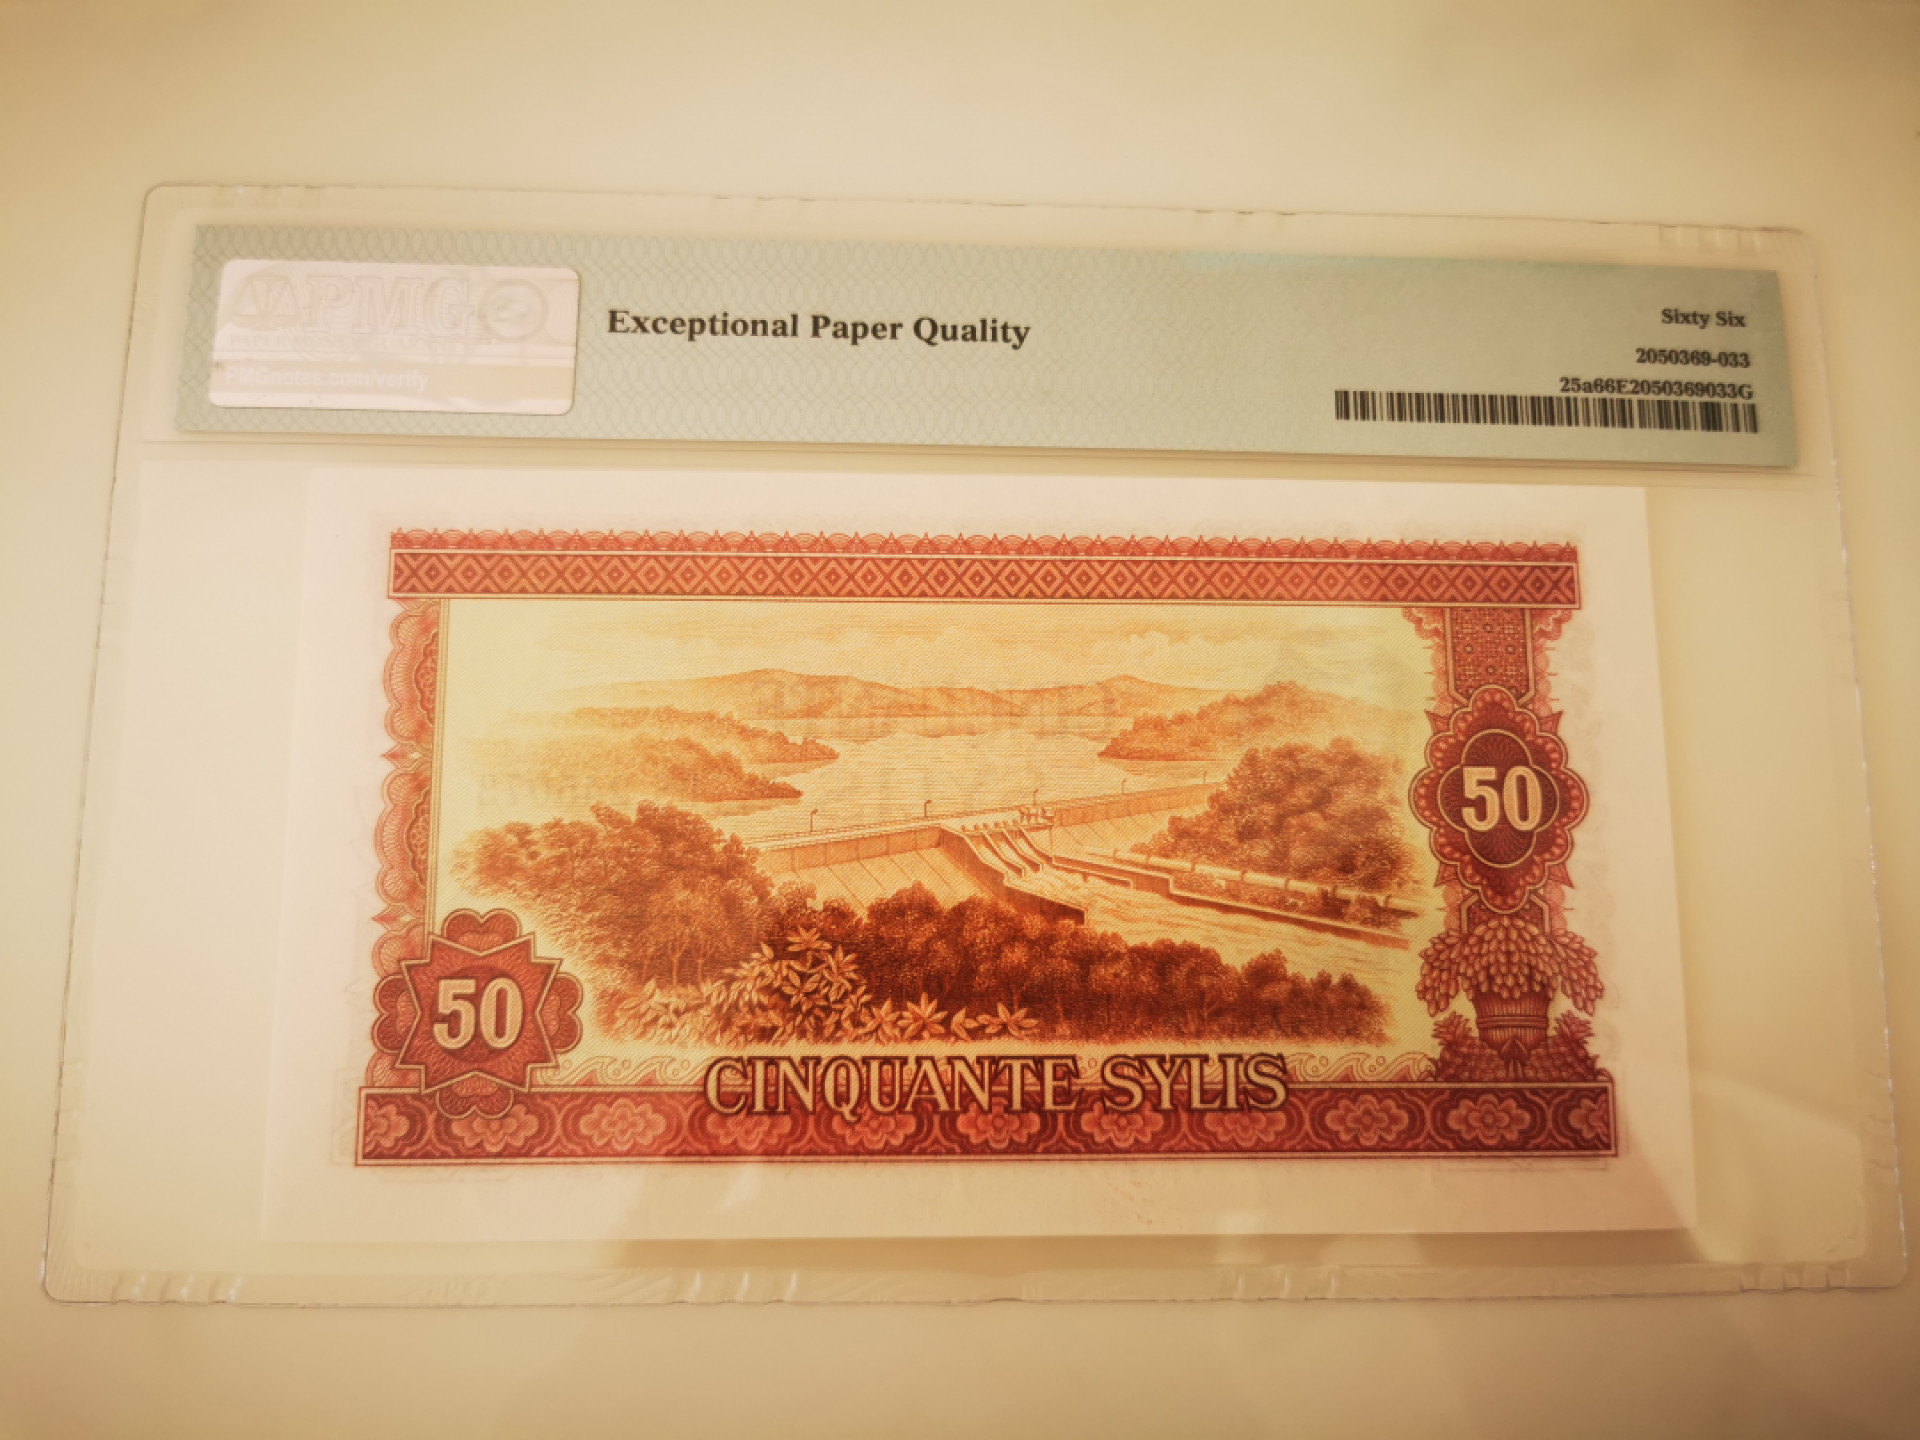 PMG
PMGnotes.com/verify
Exceptional Paper Quality
Sixty Six
2050369-033
25a66E2050369033G
50
50
CINQUANTE SYLIS